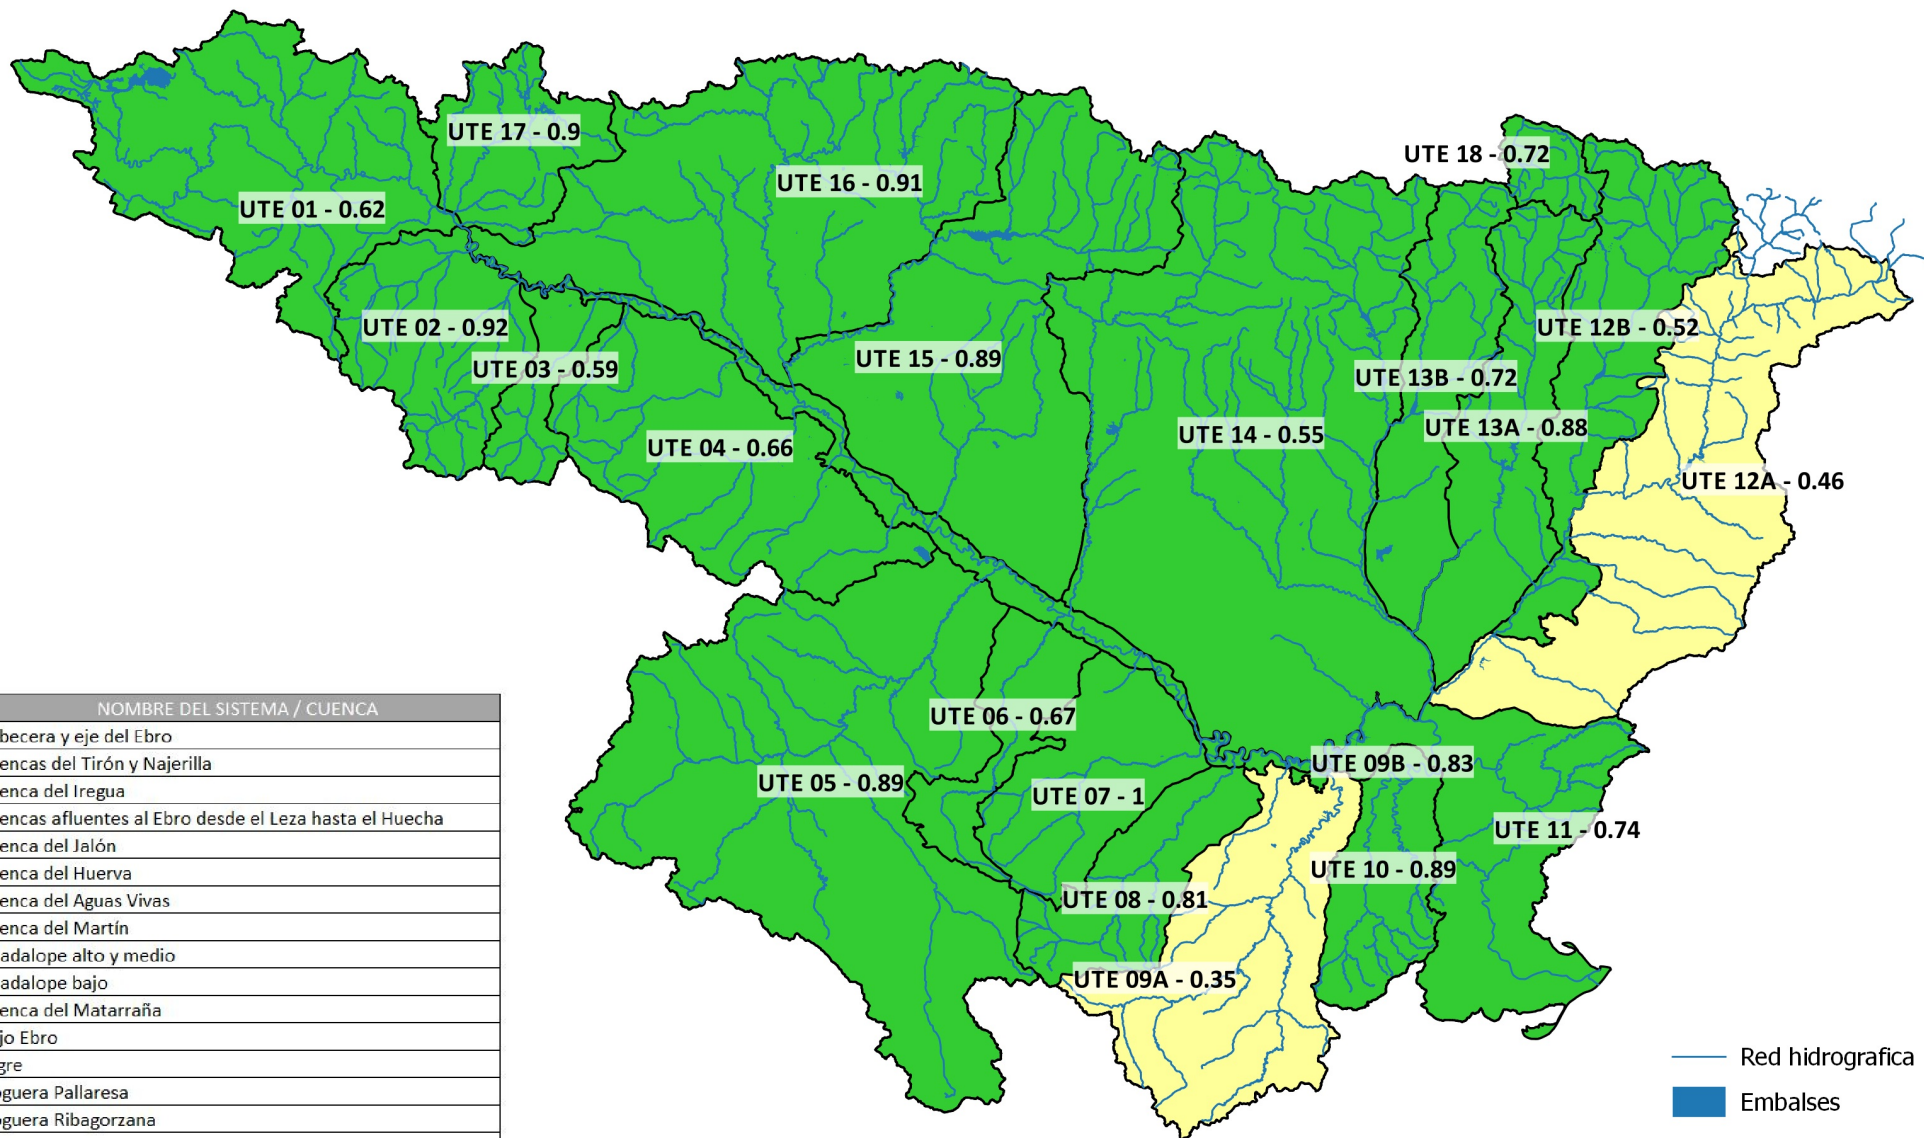 UTE 17 - 0.9
UTE 18 - 0.72
UTE 16 - 0.91
UTE 01 - 0.62
UTE 02 - 0.92
UTE 12B - 0.52
UTE 15 - 0.89
UTE 03 - 0.59
UTE 13B - 0.72
UTE 13A - 0.88
UTE 14 - 0.55
UTE 04 - 0.66
UTE 12A - 0.46
UTE 06 - 0.67
UTE 09B - 0.83
UTE 05 - 0.89
UTE 07 - 1
UTE 11 - 0.74
UTE 10 - 0.89
UTE 08 - 0.81
UTE 09A - 0.35
NOMBRE DEL SISTEMA / CUENCA
becera y eje del Ebro
encas del Tirón y Najerilla
enca del Iregua
encas afluentes al Ebro desde el Leza hasta el Huecha
enca del Jalón
enca del Huerva
enca del Aguas Vivas
enca del Martín
adalope alto y medio
adalope bajo
enca del Matarraña
jo Ebro
gre
oguera Pallaresa
oguera Ribagorzana
Red hidrografica
Embalses